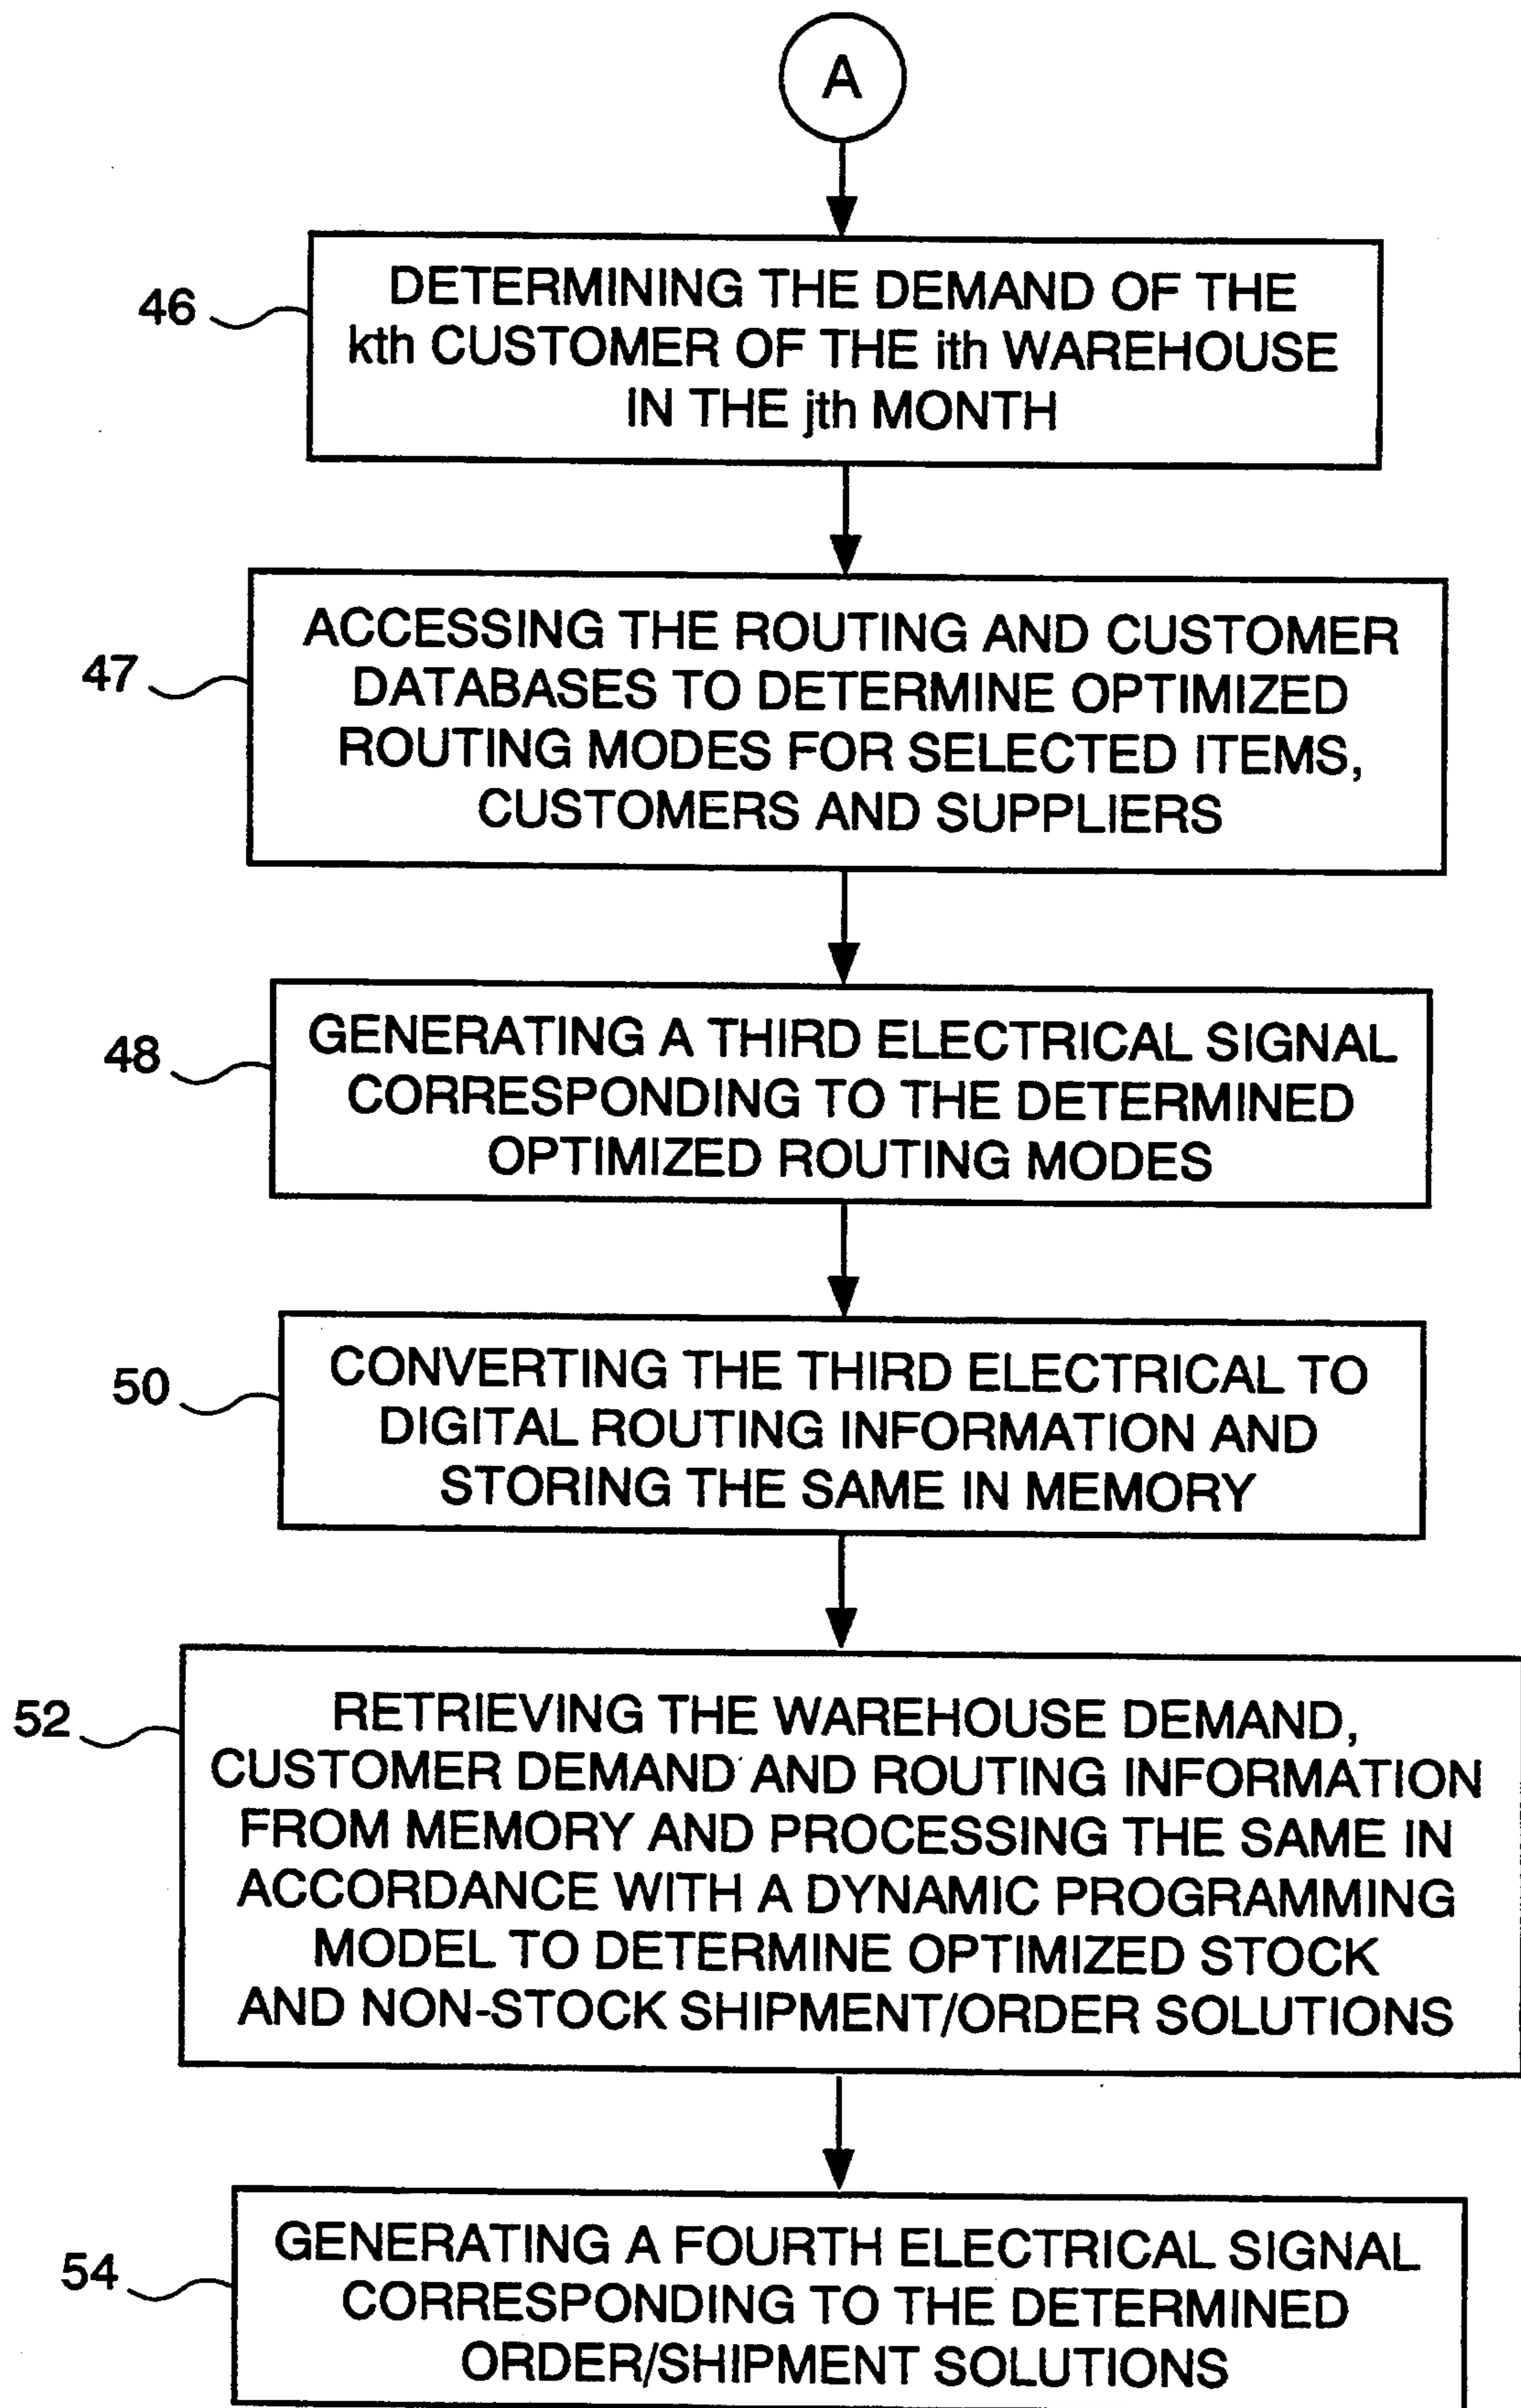 A
46
DETERMINING THE DEMAND OF THE
kth CUSTOMER OF THE ith WAREHOUSE
IN THE jth MONTH
47
ACCESSING THE ROUTING AND CUSTOMER
DATABASES TO DETERMINE OPTIMIZED
ROUTING MODES FOR SELECTED ITEMS,
CUSTOMERS AND SUPPLIERS
48
GENERATING A THIRD ELECTRICAL SIGNAL
CORRESPONDING TO THE DETERMINED
OPTIMIZED ROUTING MODES
50
CONVERTING THE THIRD ELECTRICAL TO
DIGITAL ROUTING INFORMATION AND
STORING THE SAME IN MEMORY
52
RETRIEVING THE WAREHOUSE DEMAND,
CUSTOMER DEMAND AND ROUTING INFORMATION
FROM MEMORY AND PROCESSING THE SAME IN
ACCORDANCE WITH A DYNAMIC PROGRAMMING
MODEL TO DETERMINE OPTIMIZED STOCK
AND NON-STOCK SHIPMENT/ORDER SOLUTIONS
54
GENERATING A FOURTH ELECTRICAL SIGNAL
CORRESPONDING TO THE DETERMINED
ORDER/SHIPMENT SOLUTIONS